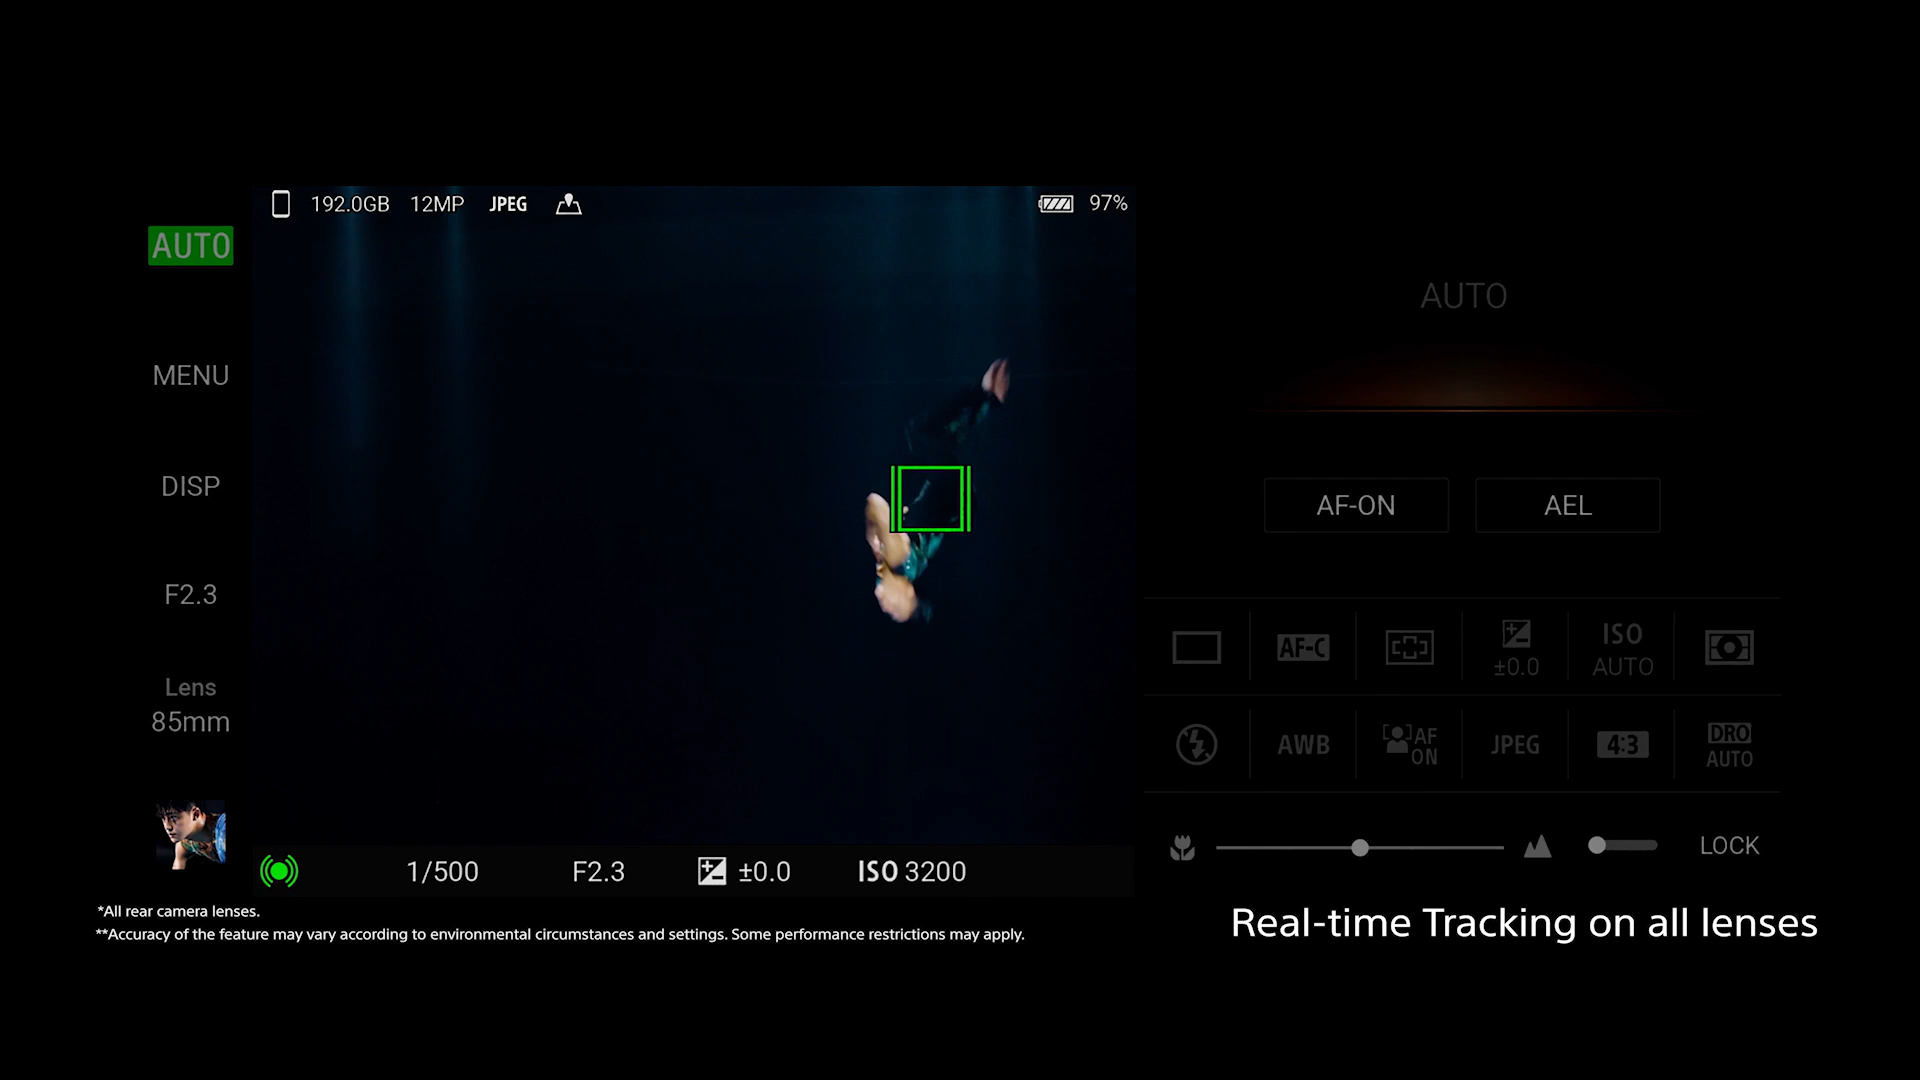 192.0GB 12MP JPEG 97%
AUTO
MENU
DISP
F2.3
Lens
85mm
1/500 F2.3 ±0.0 ISO 3200
AUTO
AF-ON AEL
AF-C ±0.0 ISO AUTO
AWB AF ON JPEG 4:3 DRO AUTO
LOCK
*All rear camera lenses.
**Accuracy of the feature may vary according to environmental circumstances and settings. Some performance restrictions may apply.
Real-time Tracking on all lenses